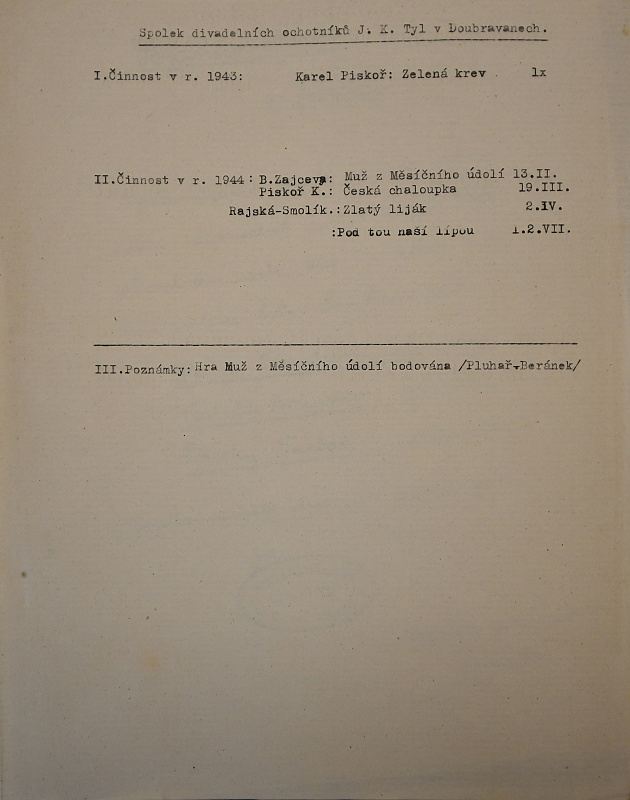 Spolek divadelních ochotníků J. K. Tyl v Doubravanech.
I.Činnost v r. 1943: Karel Piskoř: Zelená krev . 1x
II.Činnost v r. 1944: B.Zajceva: Muž z Měsíčního údolí 13.II.
Piskoř K.: Česká chaloupka 19.III.
Rajská-Smolík.:Zlatý liják 2.IV.
:Pod tou naší lípou 1.2.VII.
III.Poznámky: Hra Muž z Měsíčního údolí bodována /Pluhař-Beránek/